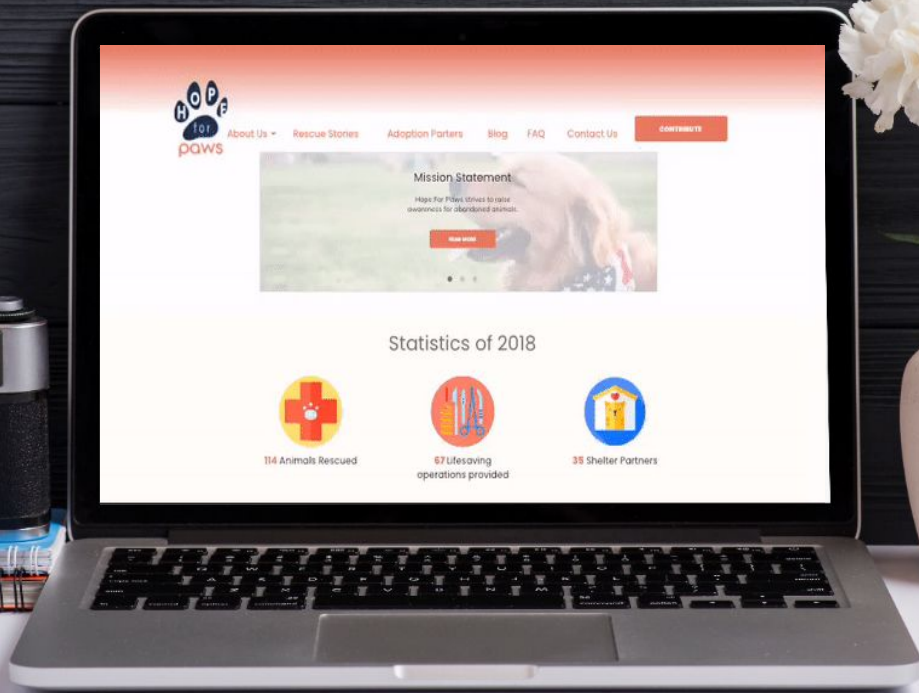 HOPE
for
paws
About Us
Rescue Stories
Adoption Parters
Blog
FAQ
Contact Us
CONTRIBUTE
Mission Statement
Hope For Paws strives to raise
awareness for abandoned animals.
READ MORE
Statistics of 2018
114 Animals Rescued
67 Lifesaving
operations provided
35 Shelter Partners